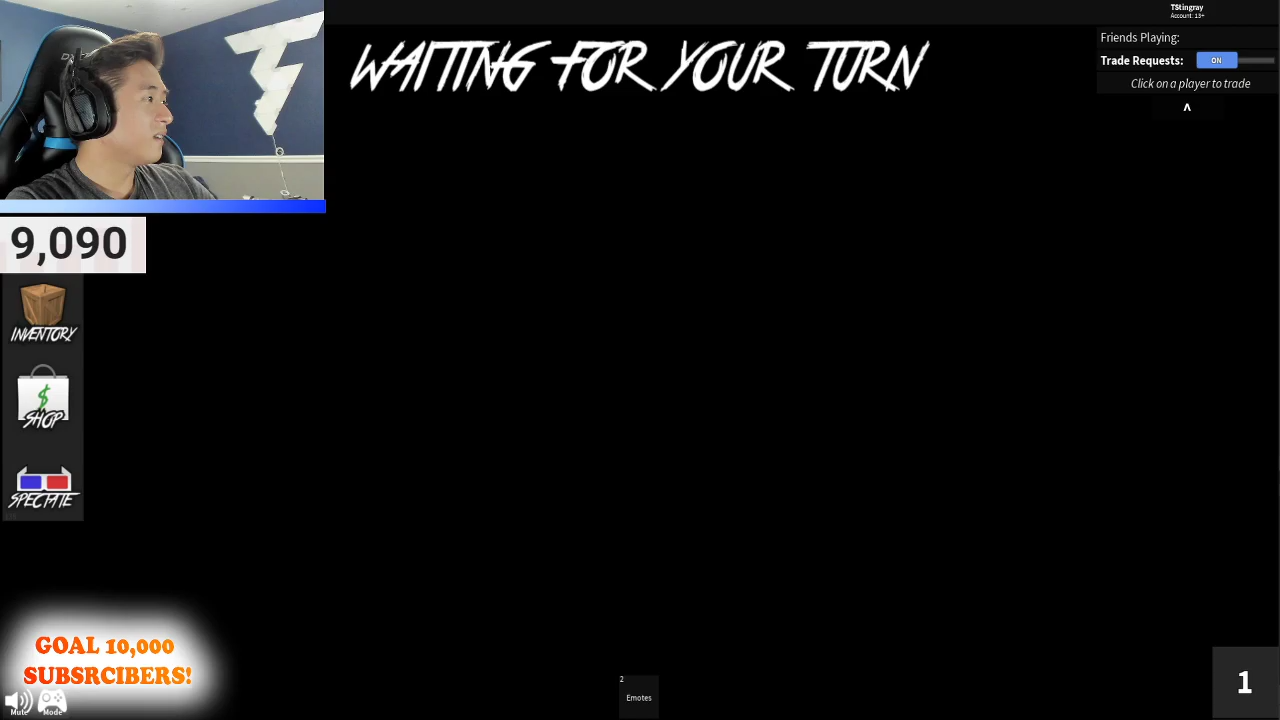 TStingray
Account: 13+
WAITING FOR YOUR TURN
Friends Playing:
Trade Requests: ON
Click on a player to trade
9,090
INVENTORY
$
SHOP
SPECTATE
GOAL 10,000
SUBSRCIBERS!
Mute
Mode
2
Emotes
1